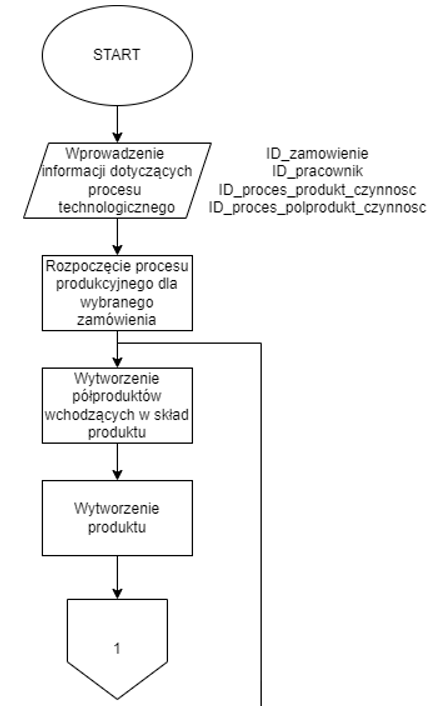 START
Wprowadzenie
informacji dotyczących
procesu
technologicznego
ID_zamowienie
ID_pracownik
ID_proces_produkt_czynnosc
ID_proces_polprodukt_czynnosc
Rozpoczęcie procesu
produkcyjnego dla
wybranego
zamówienia
Wytworzenie
półproduktów
wchodzących w skład
produktu
Wytworzenie
produktu
1